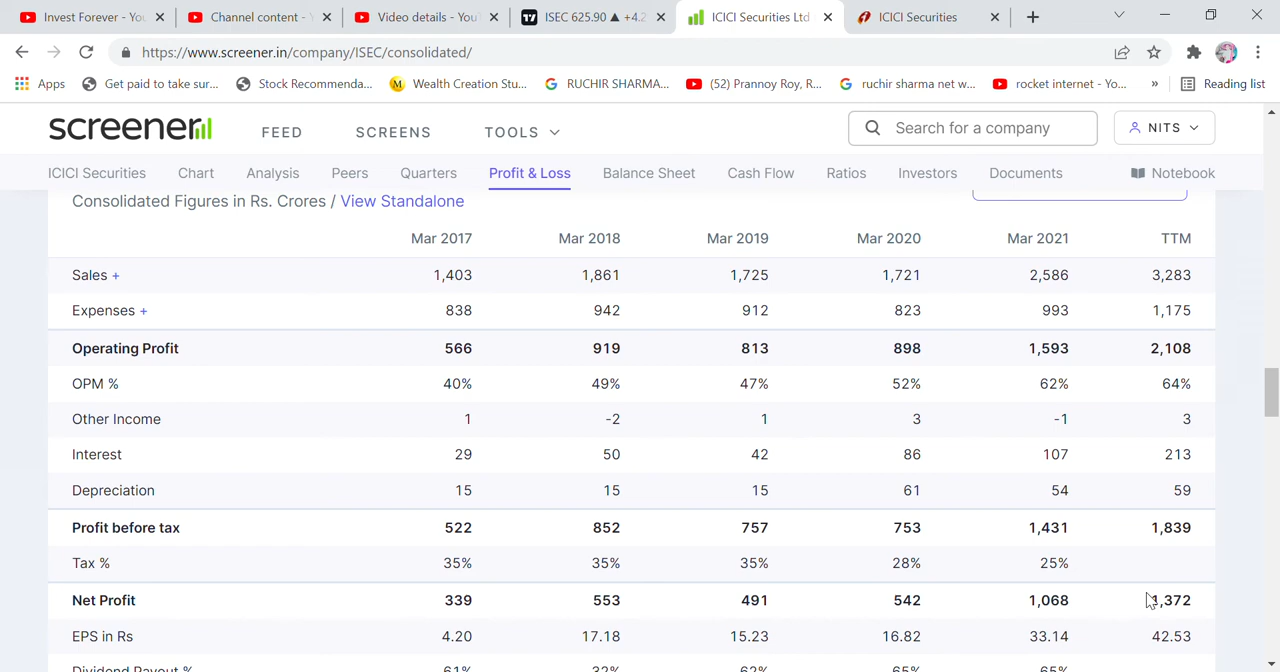 Invest Forever - You
Channel content - Y
Video details - You
ISEC 625.90 ▲ +4.2
ICICI Securities Ltd
ICICI Securities
https://www.screener.in/company/ISEC/consolidated/
Apps
Get paid to take sur...
Stock Recommenda...
Wealth Creation Stu...
RUCHIR SHARMA...
(52) Prannoy Roy, R...
ruchir sharma net w...
rocket internet - Yo...
»
Reading list
screener
FEED
SCREENS
TOOLS
Search for a company
NITS
ICICI Securities
Chart
Analysis
Peers
Quarters
Profit & Loss
Balance Sheet
Cash Flow
Ratios
Investors
Documents
Notebook
Consolidated Figures in Rs. Crores / View Standalone
Mar 2017 Mar 2018 Mar 2019 Mar 2020 Mar 2021 TTM
Sales + 1,403 1,861 1,725 1,721 2,586 3,283
Expenses + 838 942 912 823 993 1,175
Operating Profit 566 919 813 898 1,593 2,108
OPM % 40% 49% 47% 52% 62% 64%
Other Income 1 -2 1 3 -1 3
Interest 29 50 42 86 107 213
Depreciation 15 15 15 61 54 59
Profit before tax 522 852 757 753 1,431 1,839
Tax % 35% 35% 35% 28% 25%
Net Profit 339 553 491 542 1,068 1,372
EPS in Rs 4.20 17.18 15.23 16.82 33.14 42.53
Dividend Payout % 61% 32% 62% 65% 65%